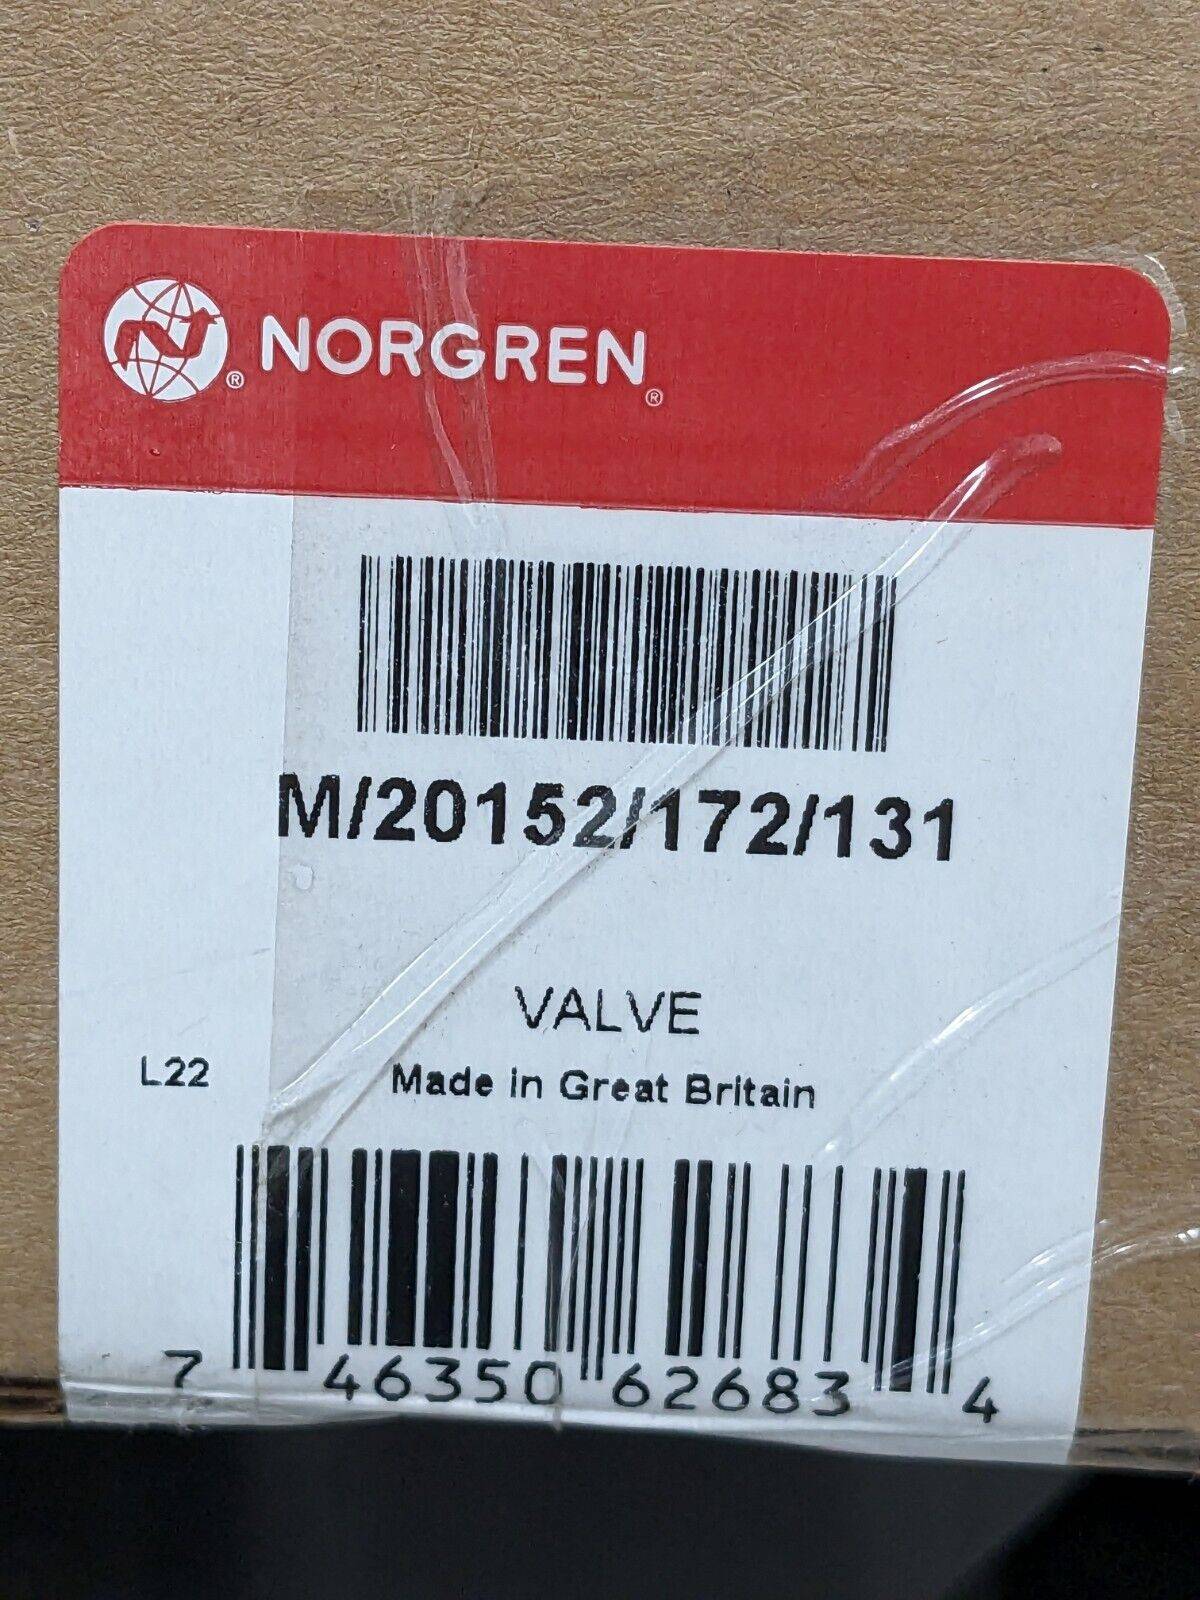 ® NORGREN ®
M/20152/172/131
VALVE
L22 Made in Great Britain
7 46350 62683 4